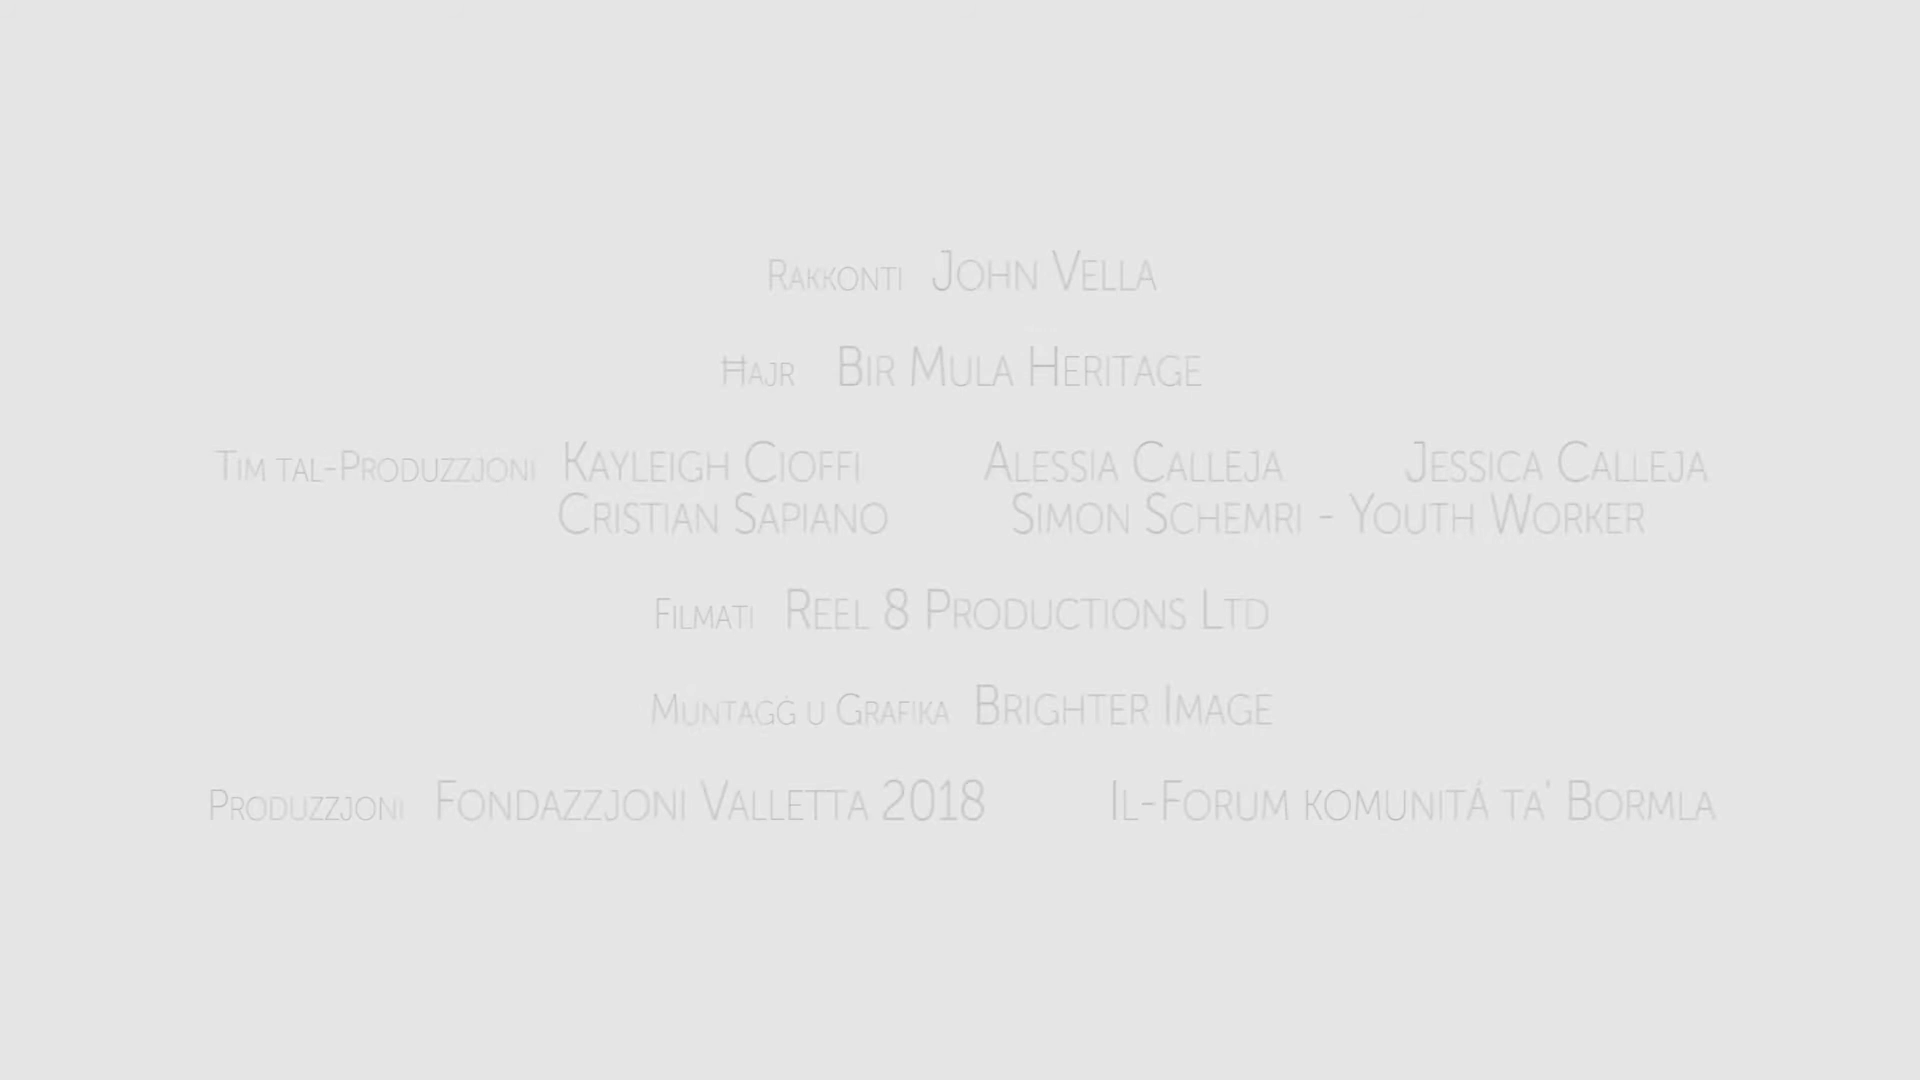 Rakkonti John Vella
Ħajr Bir Mula Heritage
Tim tal-Produzzjoni Kayleigh Cioffi Alessia Calleja Jessica Calleja
Cristian Sapiano Simon Schemri - Youth Worker
Filmati Reel 8 Productions Ltd
Muntaġġ u Grafika Brighter Image
Produzzjoni Fondazzjoni Valletta 2018 Il-Forum komunitá ta' Bormla